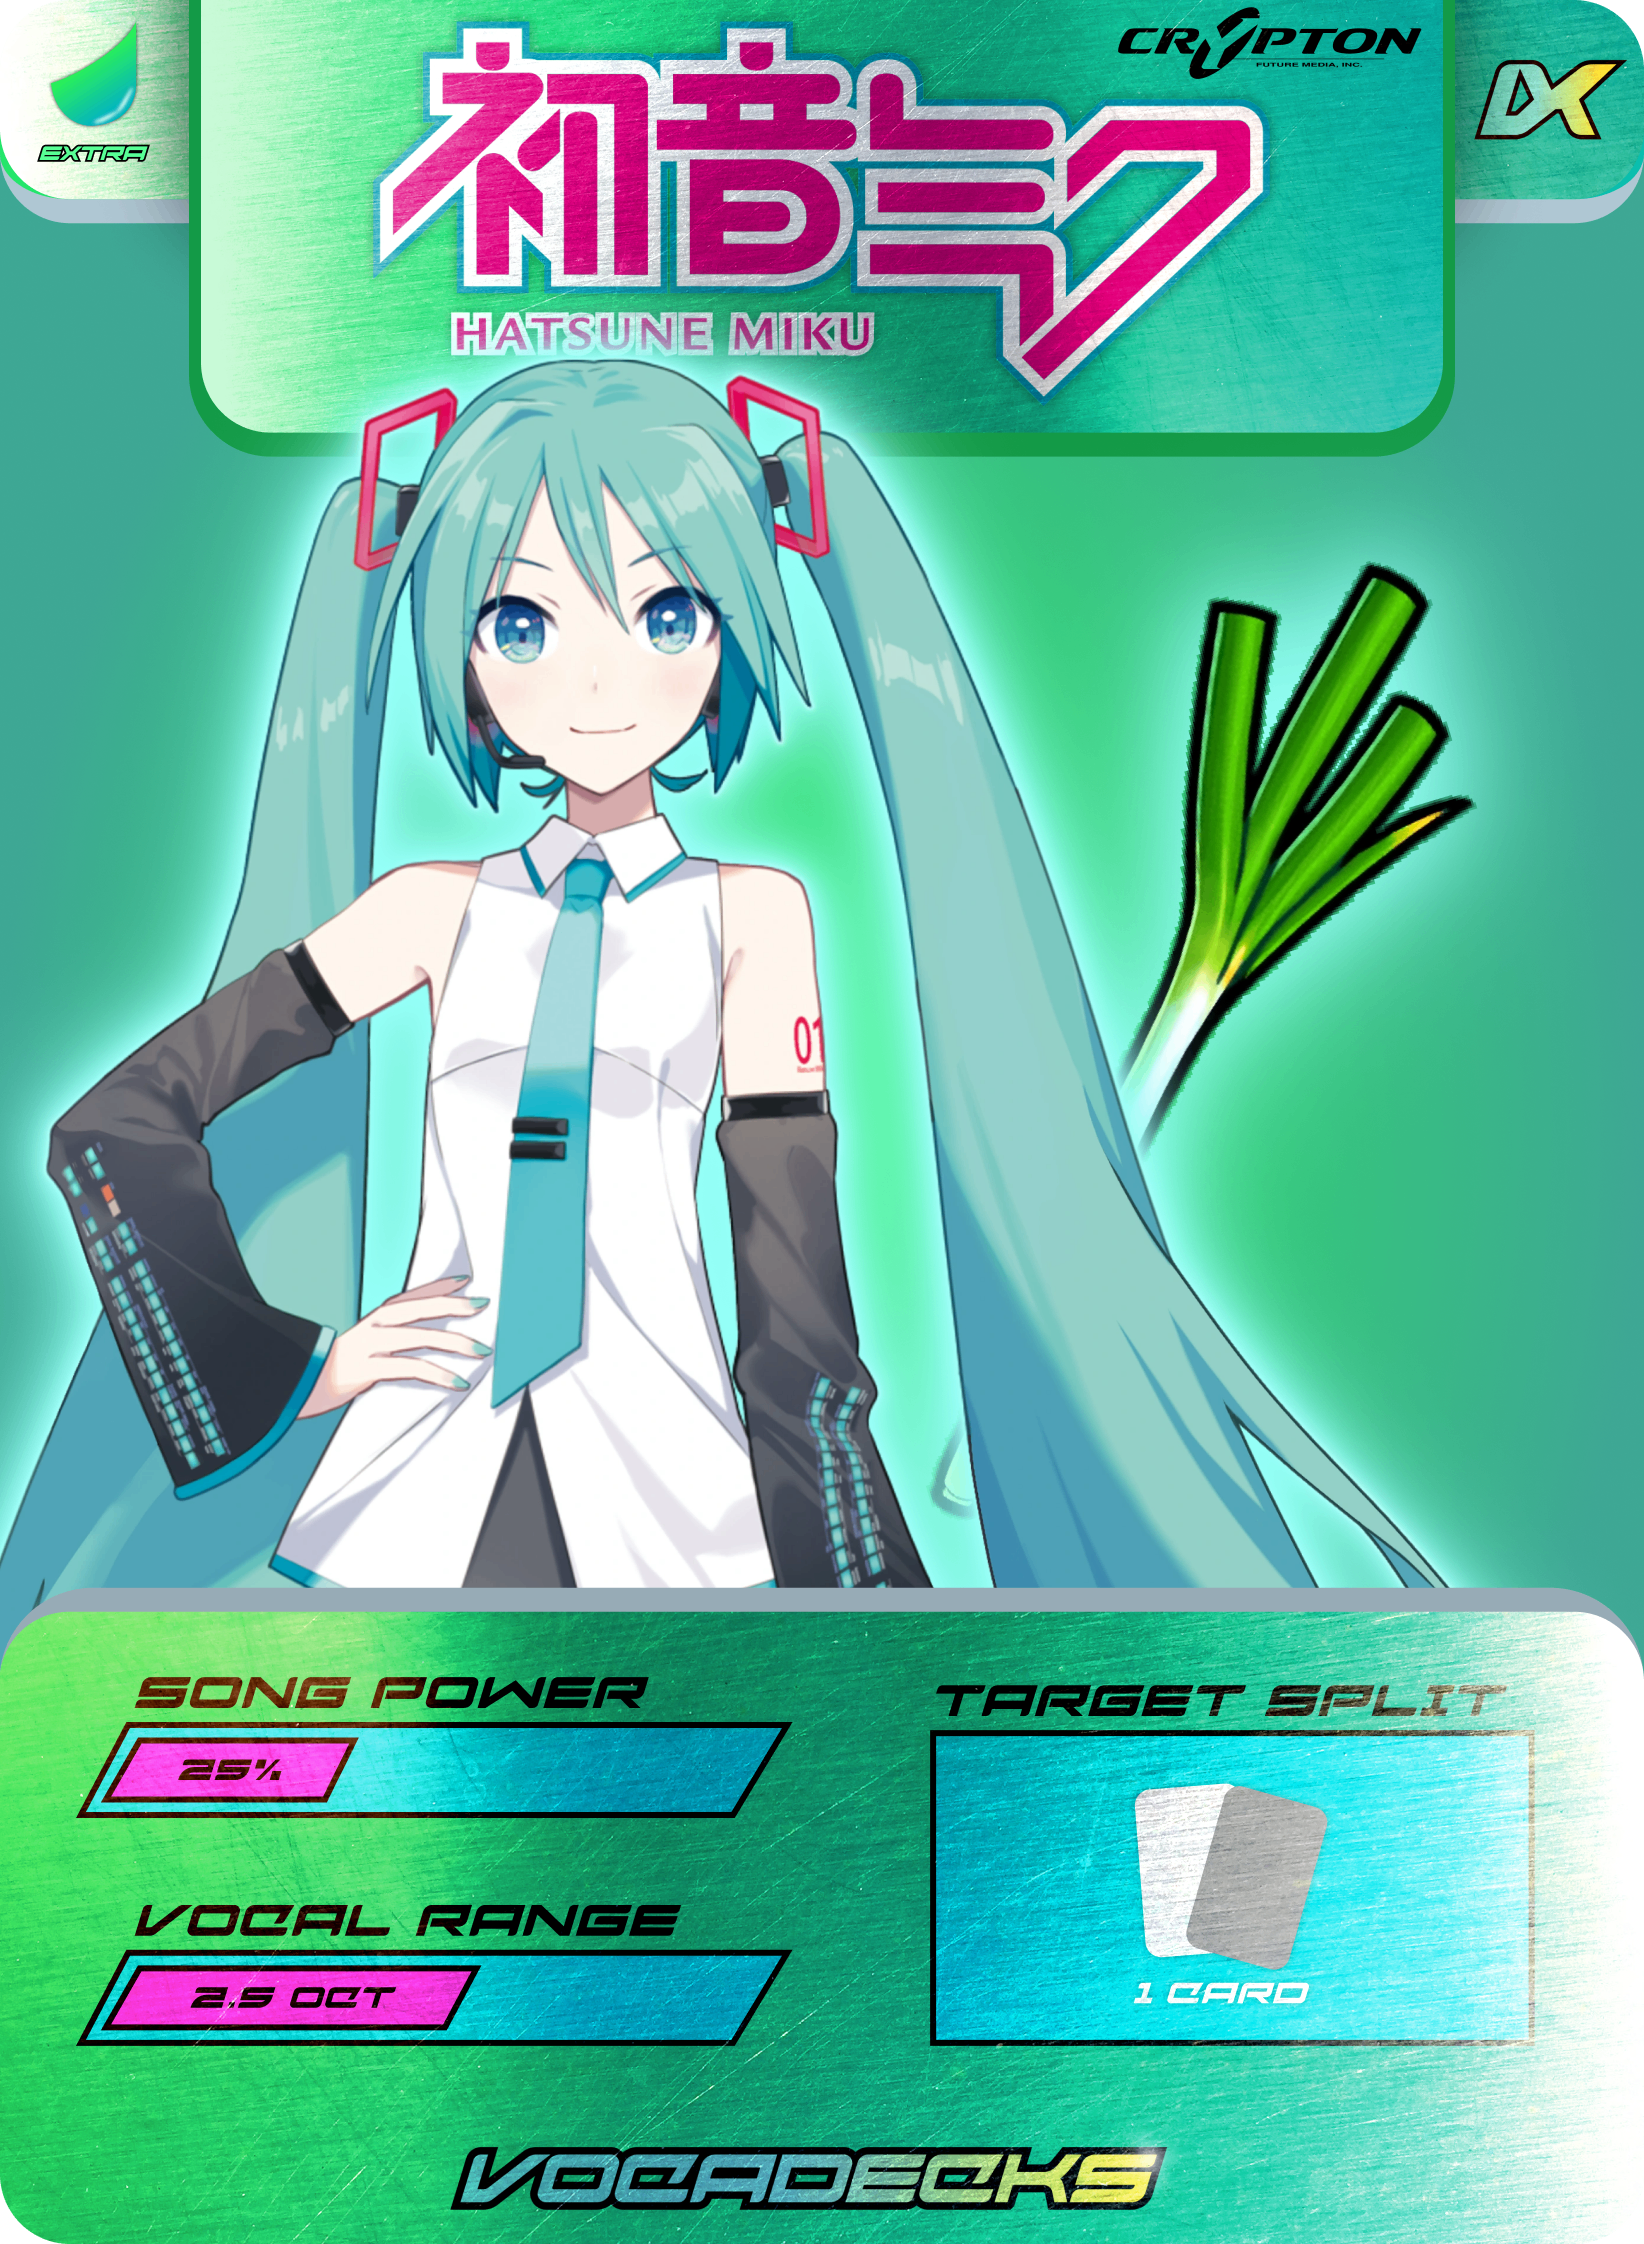 CRYPTON
FUTURE MEDIA, INC.
EXTRA
DX
初音ミク
HATSUNE MIKU
01
SONG POWER
25%
TARGET SPLIT
1 CARD
VOCAL RANGE
2.5 OCT
VOCADECKS